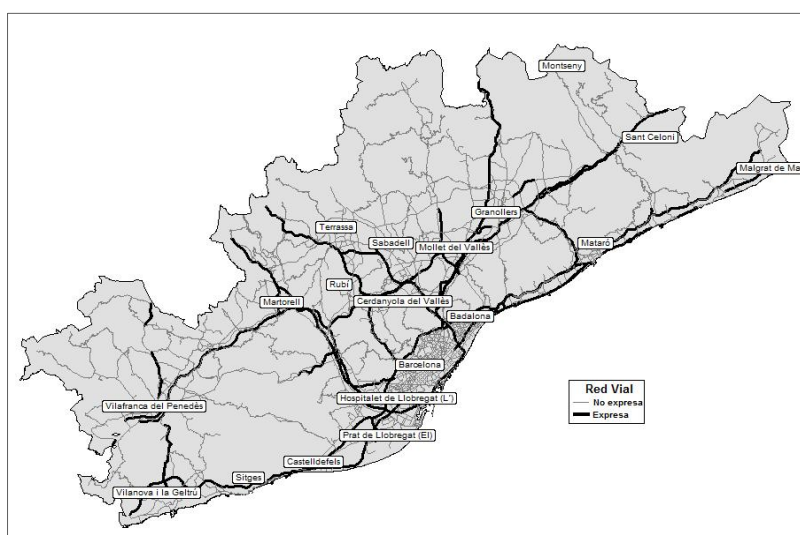 Montseny
Sant Celoni
Malgrat de Ma
Granollers
Terrassa
Sabadell
Mollet del Vallès
Mataró
Rubí
Martorell
Cerdanyola del Vallès
Badalona
Barcelona
Hospitalet de Llobregat (L')
Vilafranca del Penedès
Prat de Llobregat (El)
Castelldefels
Sitges
Vilanova i la Geltrú
Red Vial
No expresa
Expresa